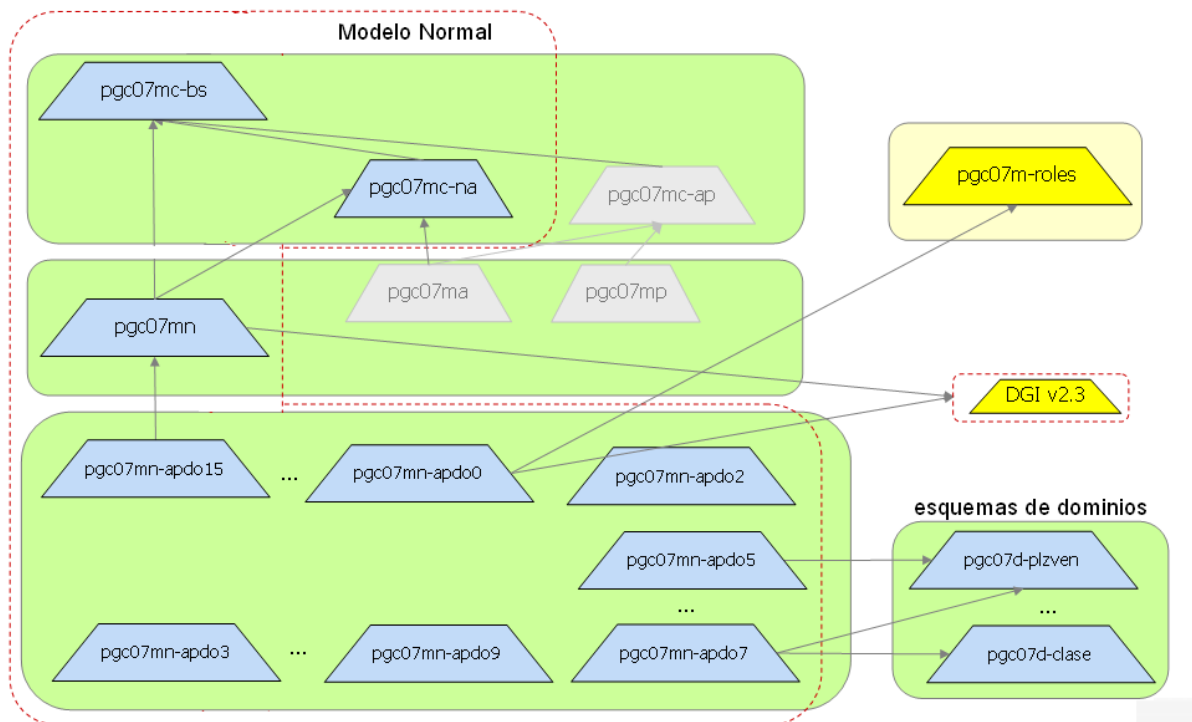 Modelo Normal
pgc07mc-bs
pgc07mc-na
pgc07mc-ap
pgc07m-roles
pgc07ma
pgc07mp
pgc07mn
DGI v2.3
pgc07mn-apdo15
...
pgc07mn-apdo0
pgc07mn-apdo2
esquemas de dominios
pgc07mn-apdo5
pgc07d-plzven
...
...
pgc07mn-apdo3
...
pgc07mn-apdo9
pgc07mn-apdo7
pgc07d-clase